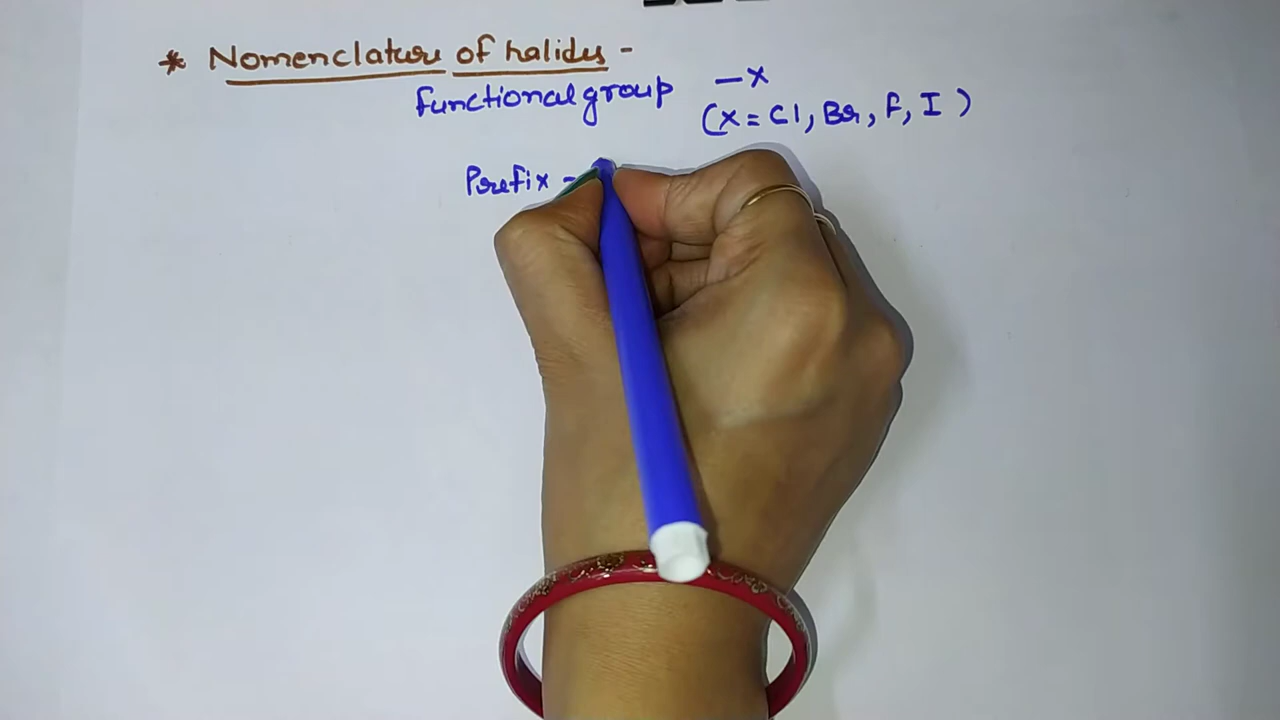 * Nomenclature of halides -
functional group -X
(X = Cl, Br, F, I)
Prefix -